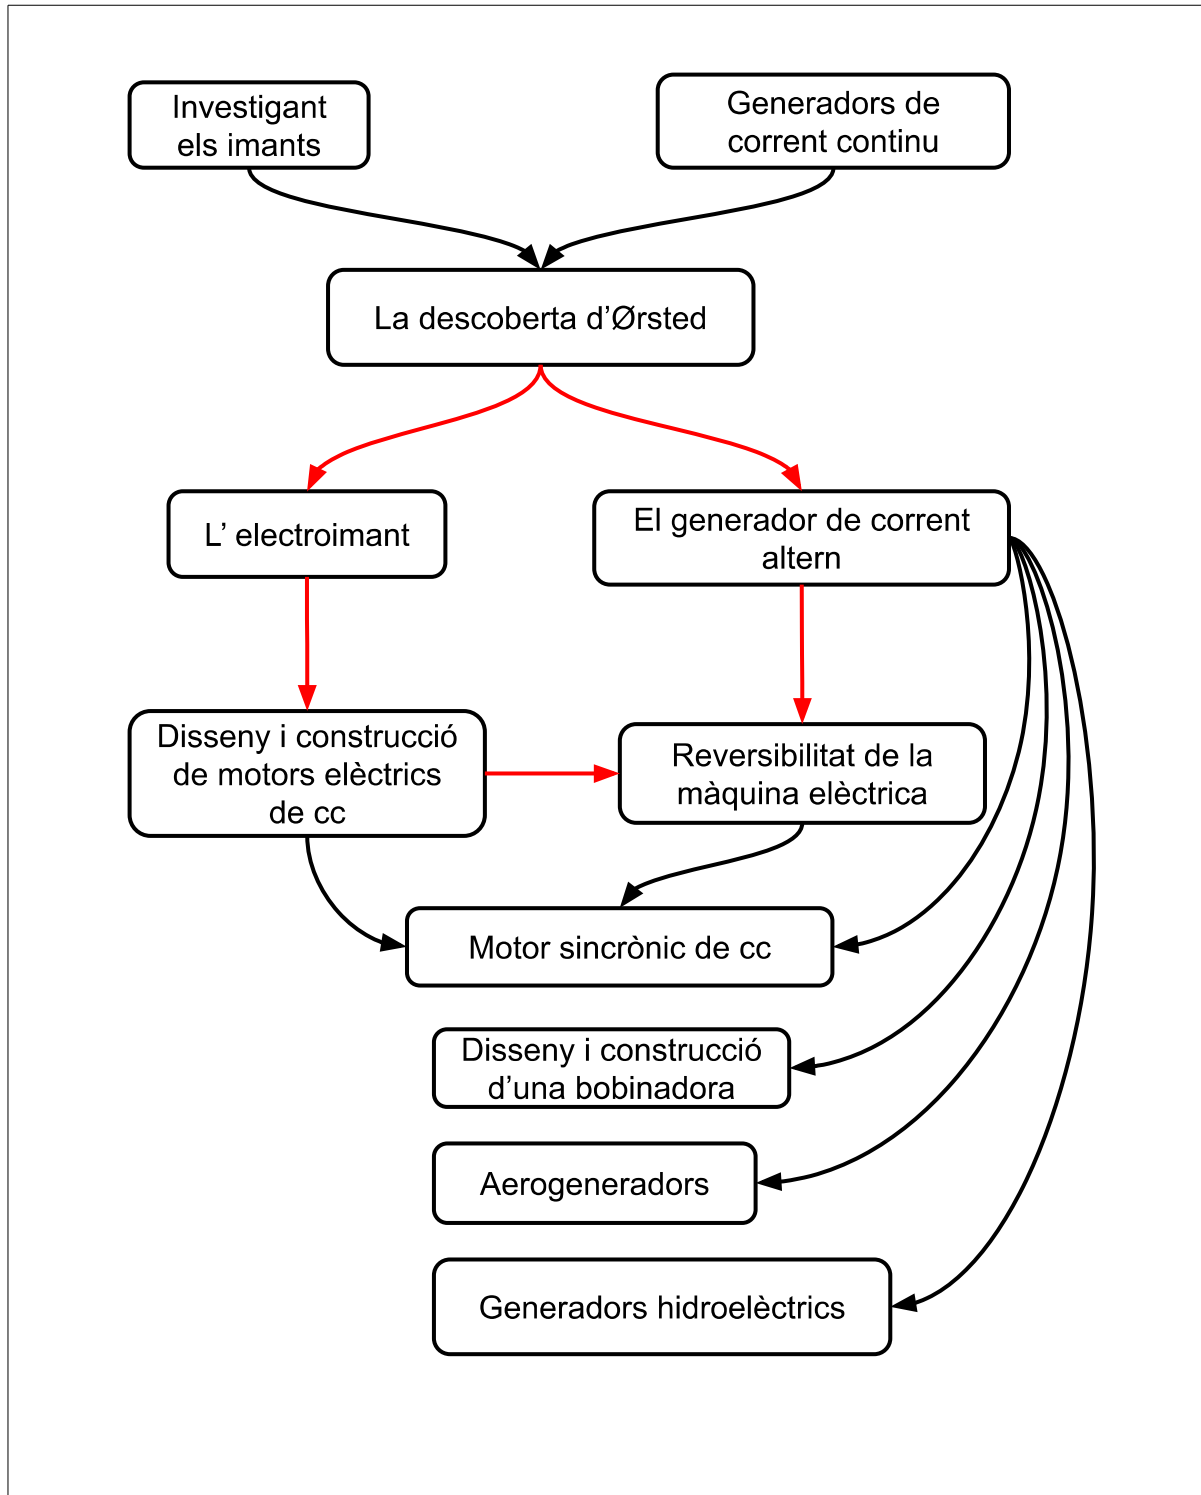 Investigant
els imants
Generadors de
corrent continu
La descoberta d’Ørsted
L’ electroimant
El generador de corrent
altern
Disseny i construcció
de motors elèctrics
de cc
Reversibilitat de la
màquina elèctrica
Motor sincrònic de cc
Disseny i construcció
d’una bobinadora
Aerogeneradors
Generadors hidroelèctrics